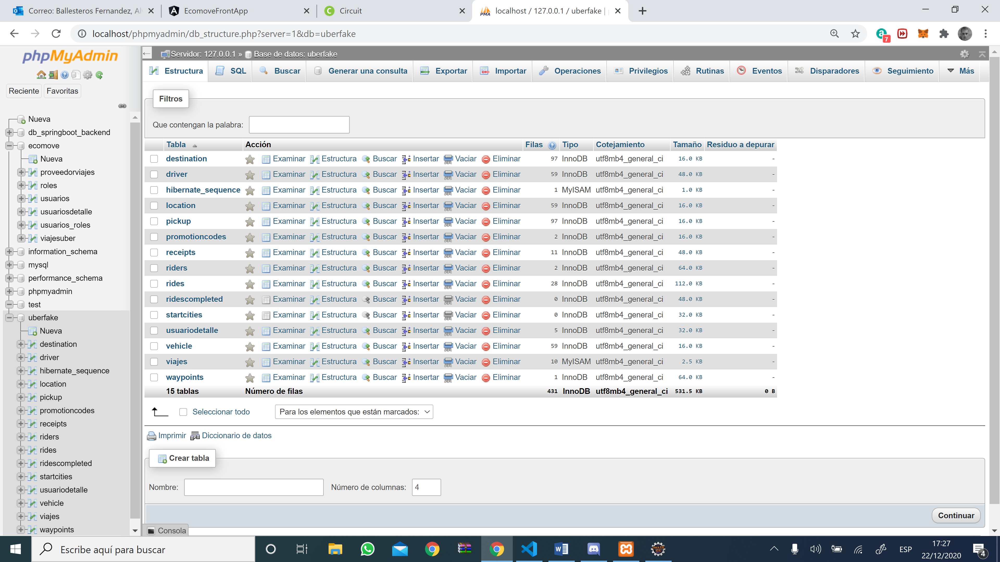 Correo: Ballesteros Fernandez, Al
EcomoveFrontApp
Circuit
localhost / 127.0.0.1 / uberfake |
localhost/phpmyadmin/db_structure.php?server=1&db=uberfake
7
phpMyAdmin
Reciente Favoritas
Nueva
db_springboot_backend
ecomove
Nueva
proveedorviajes
roles
usuarios
usuariosdetalle
usuarios_roles
viajesuber
information_schema
mysql
performance_schema
phpmyadmin
test
uberfake
Nueva
destination
driver
hibernate_sequence
location
pickup
promotioncodes
receipts
riders
rides
ridescompleted
startcities
usuariodetalle
vehicle
viajes
waypoints
Servidor: 127.0.0.1 » Base de datos: uberfake
Estructura SQL Buscar Generar una consulta Exportar Importar Operaciones Privilegios Rutinas Eventos Disparadores Seguimiento Más
Filtros
Que contengan la palabra:
Tabla Acción Filas Tipo Cotejamiento Tamaño Residuo a depurar
destination Examinar Estructura Buscar Insertar Vaciar Eliminar 97 InnoDB utf8mb4_general_ci 16.0 KB -
driver Examinar Estructura Buscar Insertar Vaciar Eliminar 59 InnoDB utf8mb4_general_ci 48.0 KB -
hibernate_sequence Examinar Estructura Buscar Insertar Vaciar Eliminar 1 MyISAM utf8mb4_general_ci 1.0 KB -
location Examinar Estructura Buscar Insertar Vaciar Eliminar 59 InnoDB utf8mb4_general_ci 16.0 KB -
pickup Examinar Estructura Buscar Insertar Vaciar Eliminar 97 InnoDB utf8mb4_general_ci 16.0 KB -
promotioncodes Examinar Estructura Buscar Insertar Vaciar Eliminar 2 InnoDB utf8mb4_general_ci 16.0 KB -
receipts Examinar Estructura Buscar Insertar Vaciar Eliminar 11 InnoDB utf8mb4_general_ci 48.0 KB -
riders Examinar Estructura Buscar Insertar Vaciar Eliminar 2 InnoDB utf8mb4_general_ci 64.0 KB -
rides Examinar Estructura Buscar Insertar Vaciar Eliminar 28 InnoDB utf8mb4_general_ci 112.0 KB -
ridescompleted Examinar Estructura Buscar Insertar Vaciar Eliminar 0 InnoDB utf8mb4_general_ci 48.0 KB -
startcities Examinar Estructura Buscar Insertar Vaciar Eliminar 0 InnoDB utf8mb4_general_ci 32.0 KB -
usuariodetalle Examinar Estructura Buscar Insertar Vaciar Eliminar 5 InnoDB utf8mb4_general_ci 32.0 KB -
vehicle Examinar Estructura Buscar Insertar Vaciar Eliminar 59 InnoDB utf8mb4_general_ci 16.0 KB -
viajes Examinar Estructura Buscar Insertar Vaciar Eliminar 10 MyISAM utf8mb4_general_ci 2.5 KB -
waypoints Examinar Estructura Buscar Insertar Vaciar Eliminar 1 InnoDB utf8mb4_general_ci 64.0 KB -
15 tablas Número de filas 431 InnoDB utf8mb4_general_ci 531.5 KB 0 B
Seleccionar todo Para los elementos que están marcados:
Imprimir Diccionario de datos
Crear tabla
Nombre: Número de columnas: 4
Continuar
Consola
Escribe aquí para buscar
ESP
17:27
22/12/2020
4